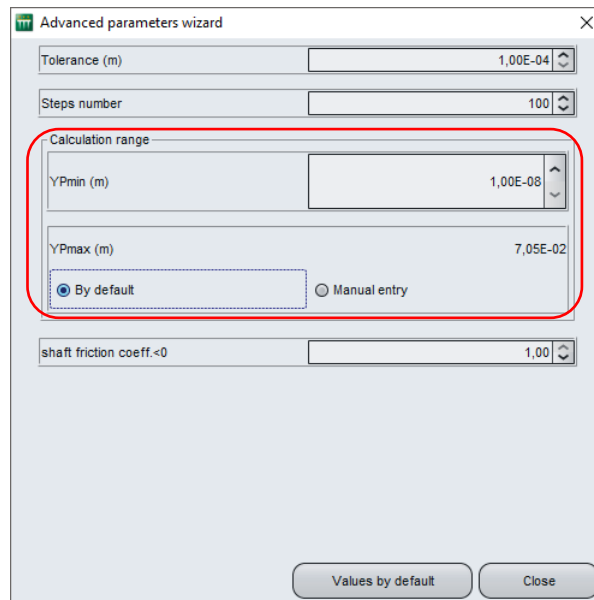 Advanced parameters wizard
Tolerance (m) 1,00E-04
Steps number 100
Calculation range
YPmin (m) 1,00E-08
YPmax (m) 7,05E-02
By default Manual entry
shaft friction coeff.<0 1,00
Values by default Close